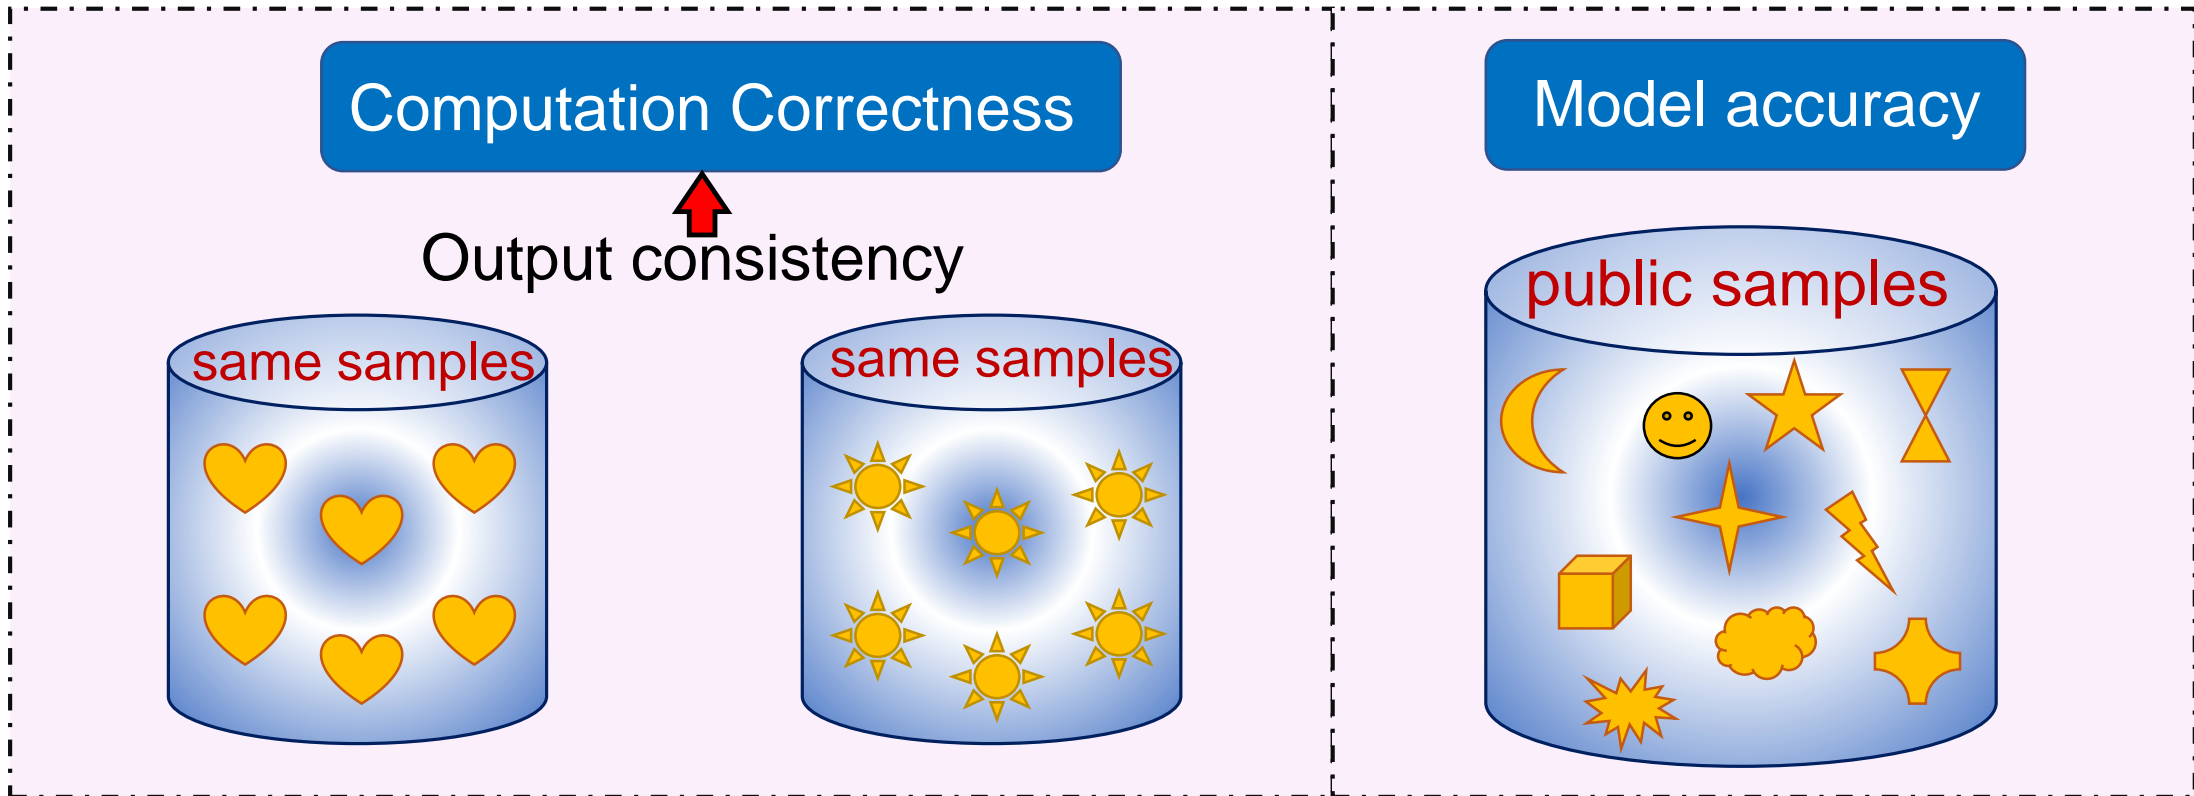 Computation Correctness
Output consistency
same samples
same samples
Model accuracy
public samples